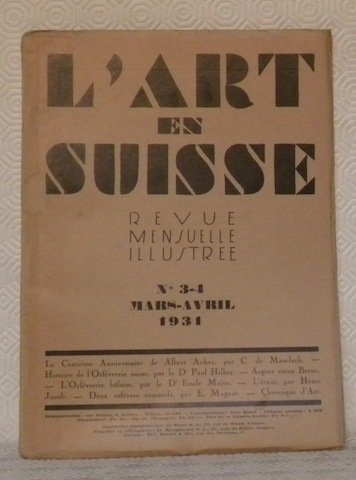 L'ART
EN
SUISSE
REVUE
MENSUELLE
ILLUSTREE
N° 3-4
MARS-AVRIL
1931
Le Centième Anniversaire de Albert Anker, par C. de Mandach. —
Histoire de l'Orfèvrerie suisse, par le Dr Paul Hilber. — Argent vieux Berne.
— L'Orfèvrerie bâloise, par le Dr Emile Major. — L'étain, par Henri
Jacob. — Deux orfèvres romands, par E. Magnat. — Chronique d'Art.